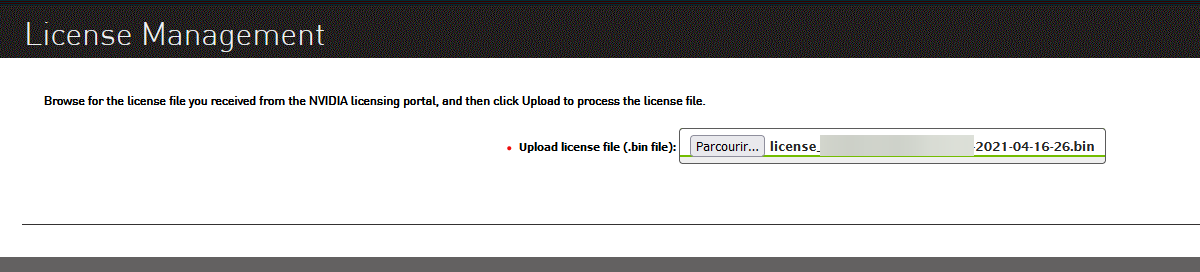 License Management
Browse for the license file you received from the NVIDIA licensing portal, and then click Upload to process the license file.
• Upload license file (.bin file): Parcourir... license_ -2021-04-16-26.bin